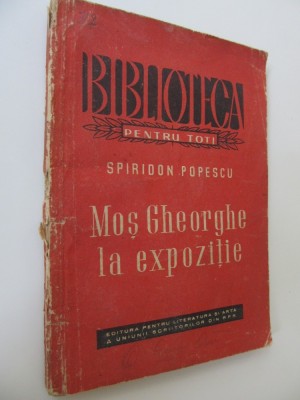 BIBLIOTECA
PENTRU TOȚI
SPIRIDON POPESCU
Moș Gheorghe
la expoziție
EDITURA PENTRU LITERATURĂ ȘI ARTĂ
A UNIUNII SCRIITORILOR DIN R.P.R.